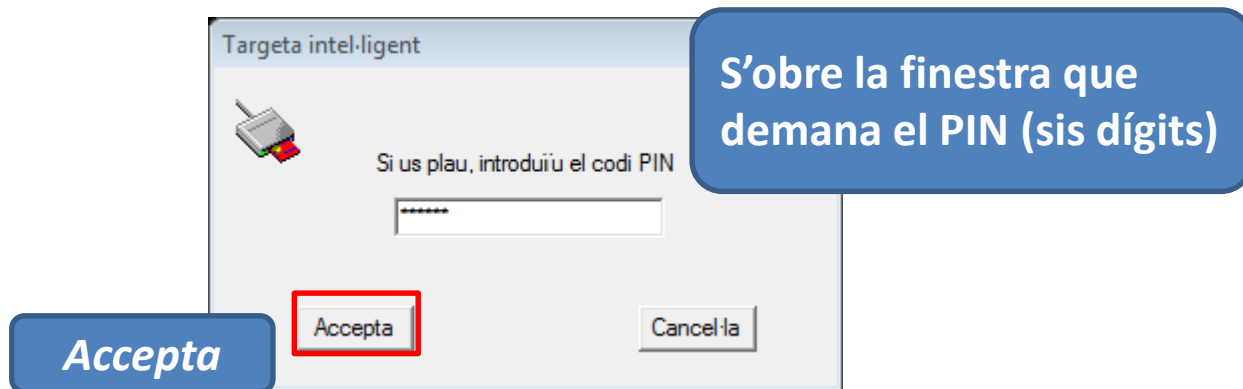 Targeta intel·ligent
S’obre la finestra que
demana el PIN (sis dígits)
Si us plau, introduïu el codi PIN
******
Accepta
Cancel·la
Accepta